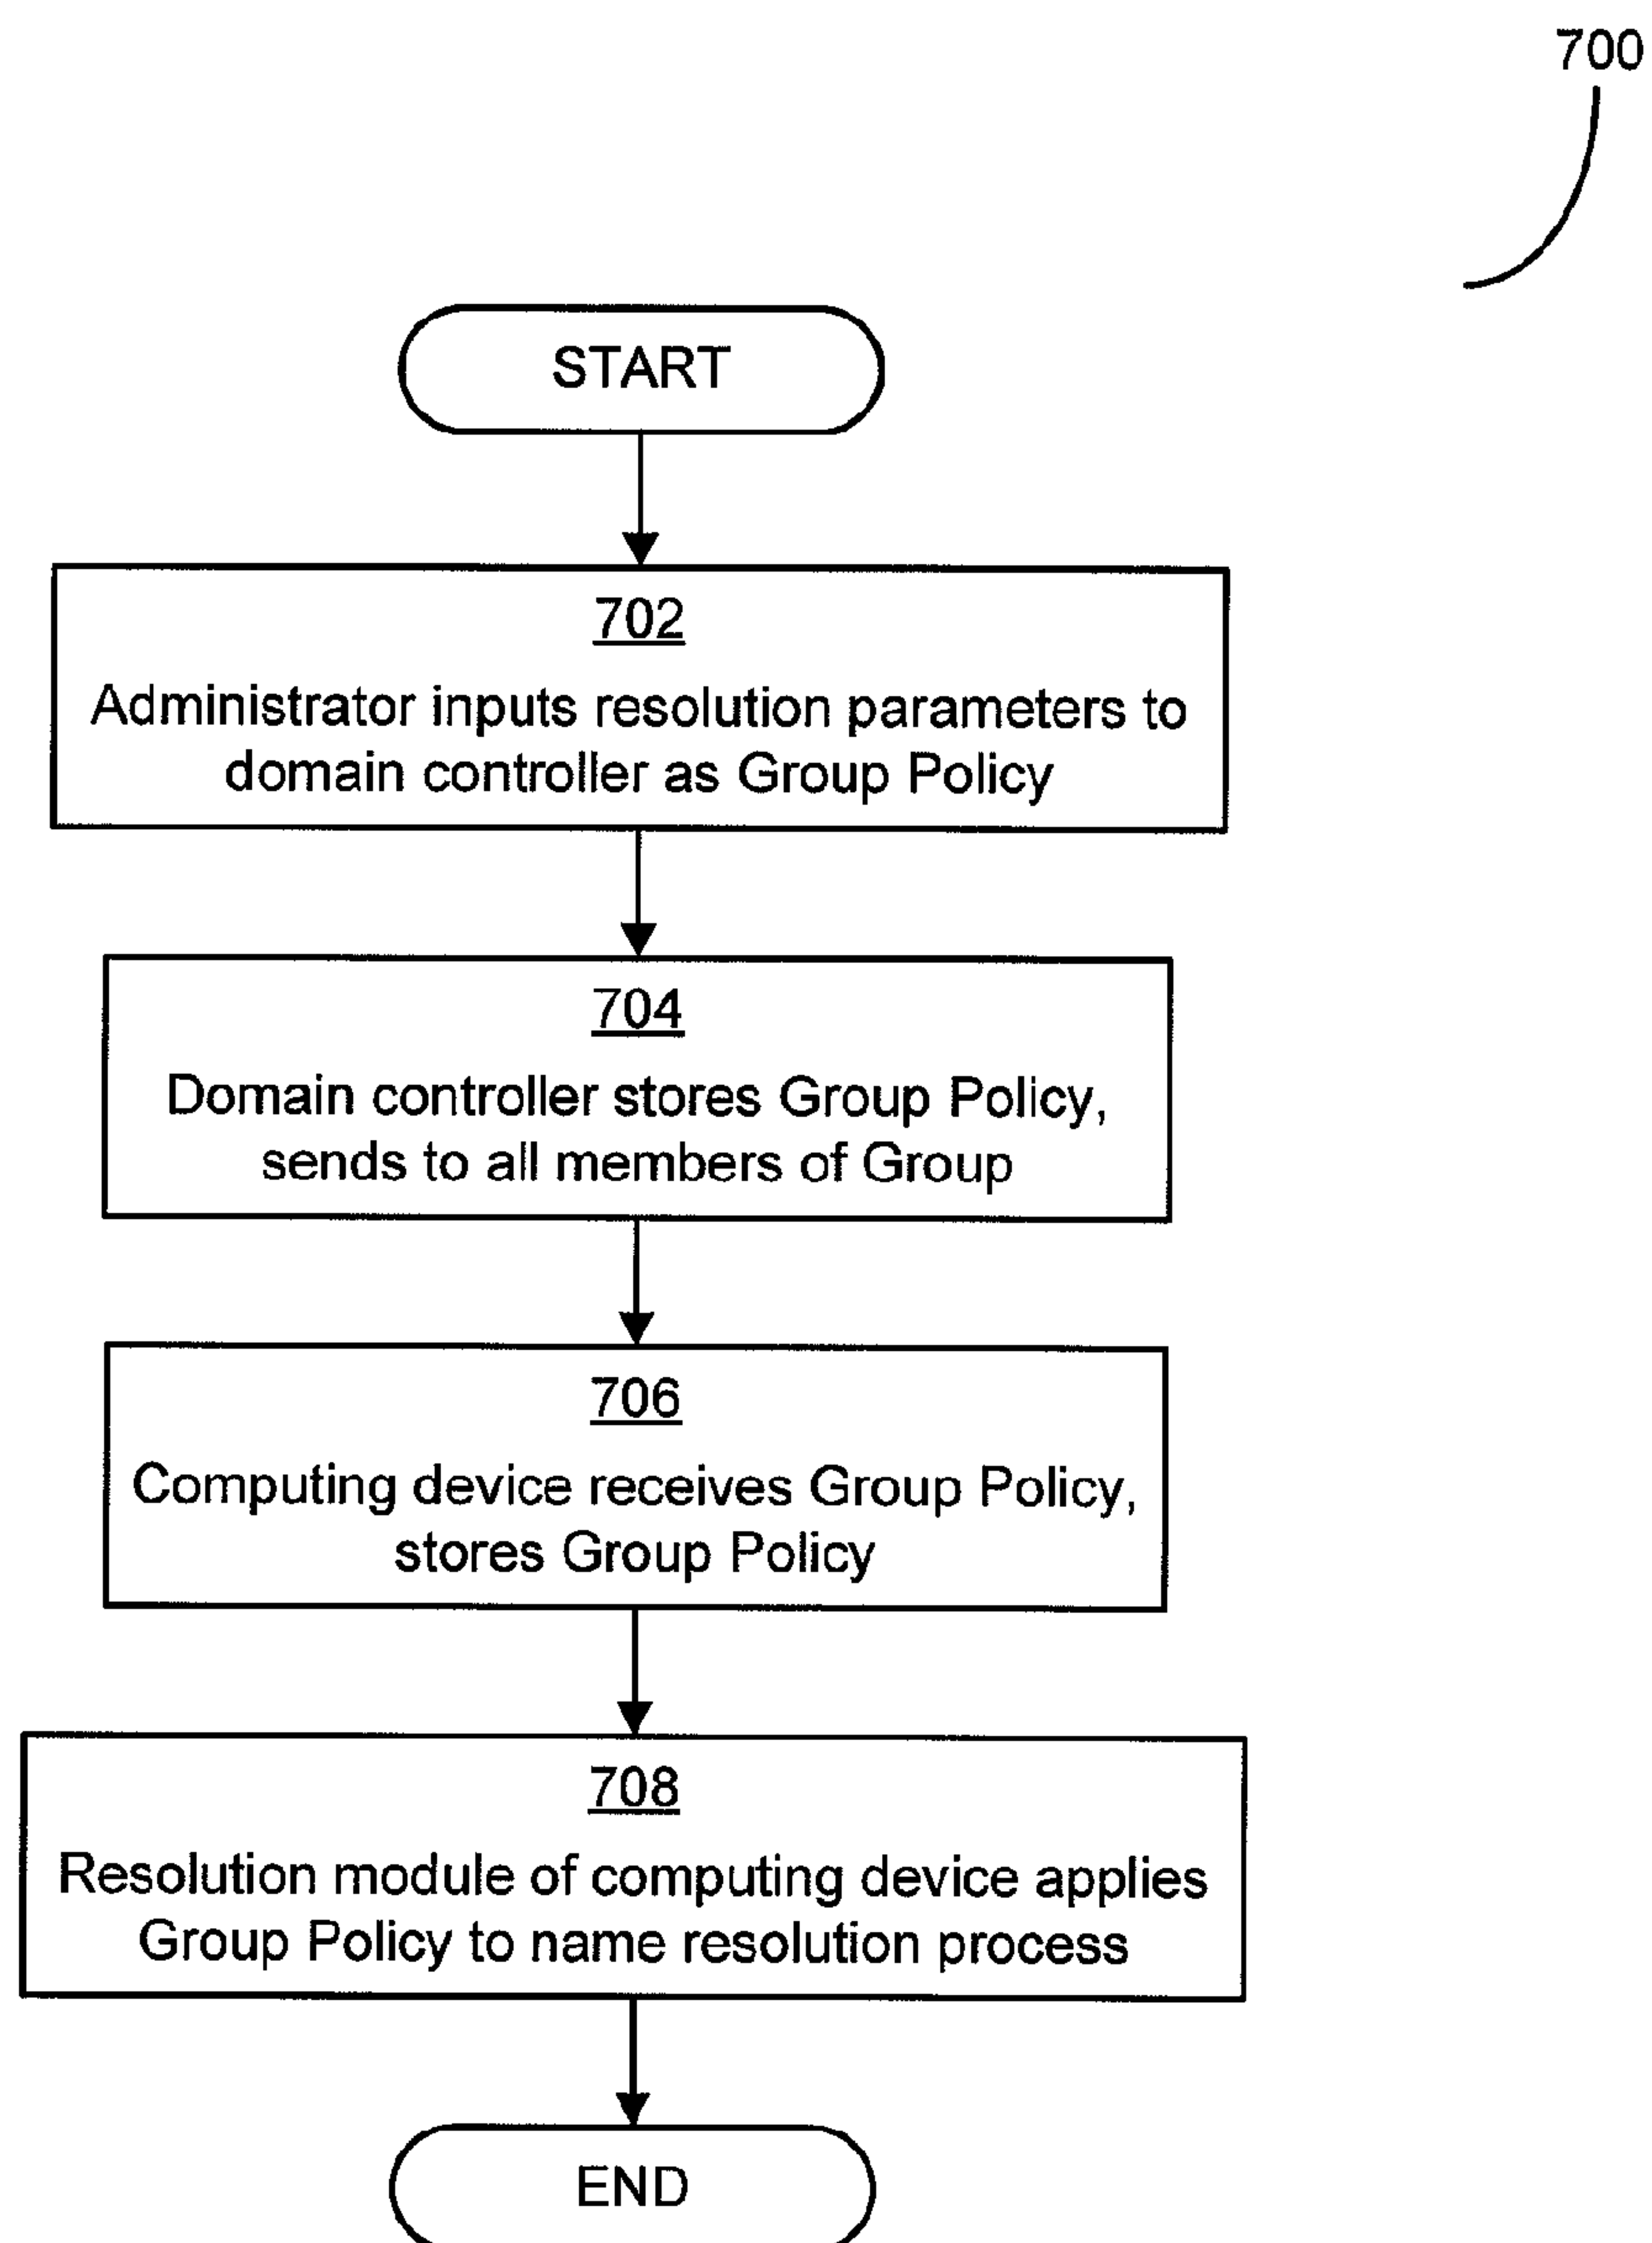 700
START
702
Administrator inputs resolution parameters to
domain controller as Group Policy
704
Domain controller stores Group Policy,
sends to all members of Group
706
Computing device receives Group Policy,
stores Group Policy
708
Resolution module of computing device applies
Group Policy to name resolution process
END